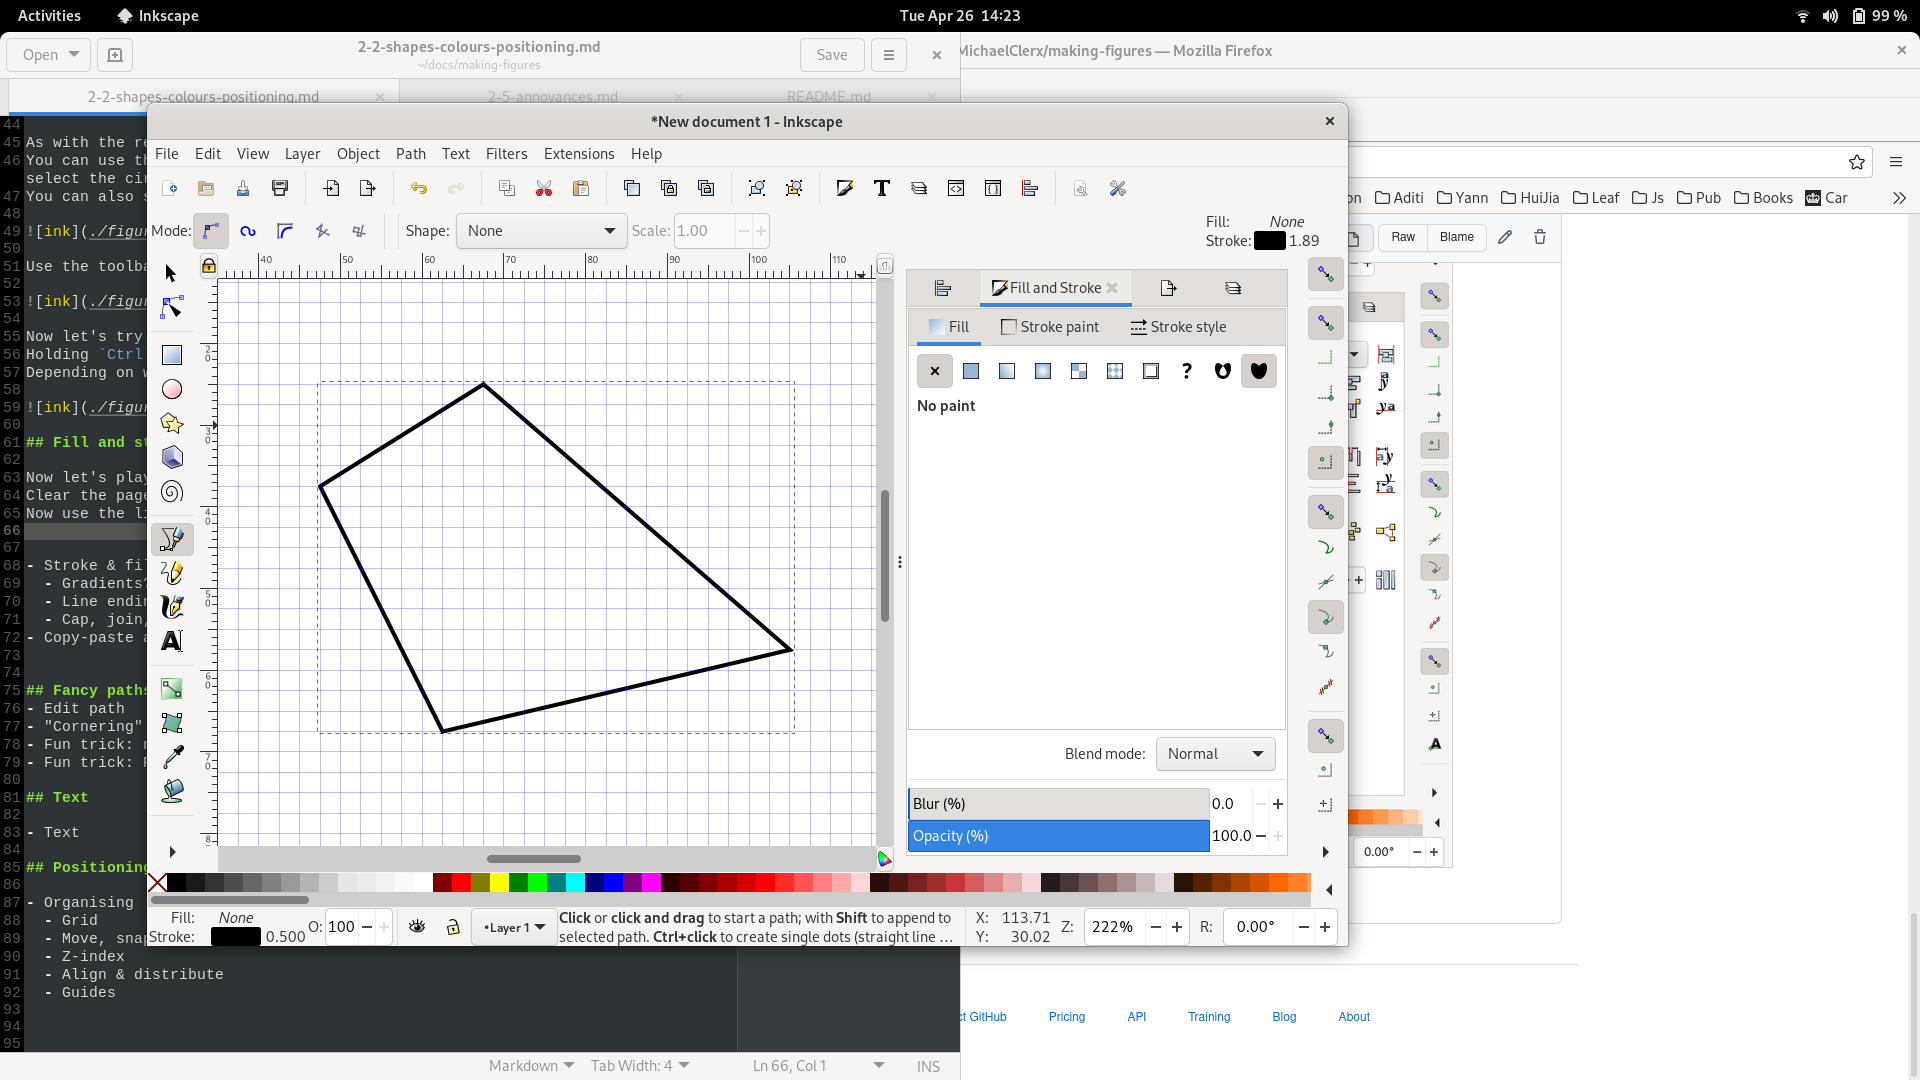 Activities
Inkscape
Tue Apr 26 14:23
99 %
Open
2-2-shapes-colours-positioning.md
~/docs/making-figures
Save
MichaelClerx/making-figures — Mozilla Firefox
2-2-shapes-colours-positioning.md
2-5-annoyances.md
README.md
*New document 1 - Inkscape
File Edit View Layer Object Path Text Filters Extensions Help
Aditi Yann HuiJia Leaf Js Pub Books Car
Mode:
Shape: None
Scale: 1.00
Fill: None
Stroke: 1.89
Raw Blame
40 50 60 70 80 90 100 110
Fill and Stroke
Fill
Stroke paint
Stroke style
No paint
Blend mode: Normal
Blur (%) 0.0
Opacity (%) 100.0
0.00°
Fill: None
Stroke: 0.500
O: 100
•Layer 1
Click or click and drag to start a path; with Shift to append to
selected path. Ctrl+click to create single dots (straight line ...
X: 113.71
Y: 30.02
Z: 222%
R: 0.00°
44
45 As with the re
46 You can use th
select the cir
47 You can also s
48
49 ![ink](./figur
50
51 Use the toolba
52
53 ![ink](./figur
54
55 Now let's try
56 Holding `Ctrl
57 Depending on w
58
59 ![ink](./figur
60
61 ## Fill and st
62
63 Now let's play
64 Clear the page
65 Now use the li
66
67
68 - Stroke & fil
69 - Gradients?
70 - Line endin
71 - Cap, join,
72 - Copy-paste a
73
74
75 ## Fancy paths
76 - Edit path
77 - "Cornering"
78 - Fun trick: r
79 - Fun trick: P
80
81 ## Text
82
83 - Text
84
85 ## Positioning
86
87 - Organising
88 - Grid
89 - Move, snap
90 - Z-index
91 - Align & distribute
92 - Guides
93
94
95
Markdown
Tab Width: 4
Ln 66, Col 1
INS
ct GitHub
Pricing
API
Training
Blog
About